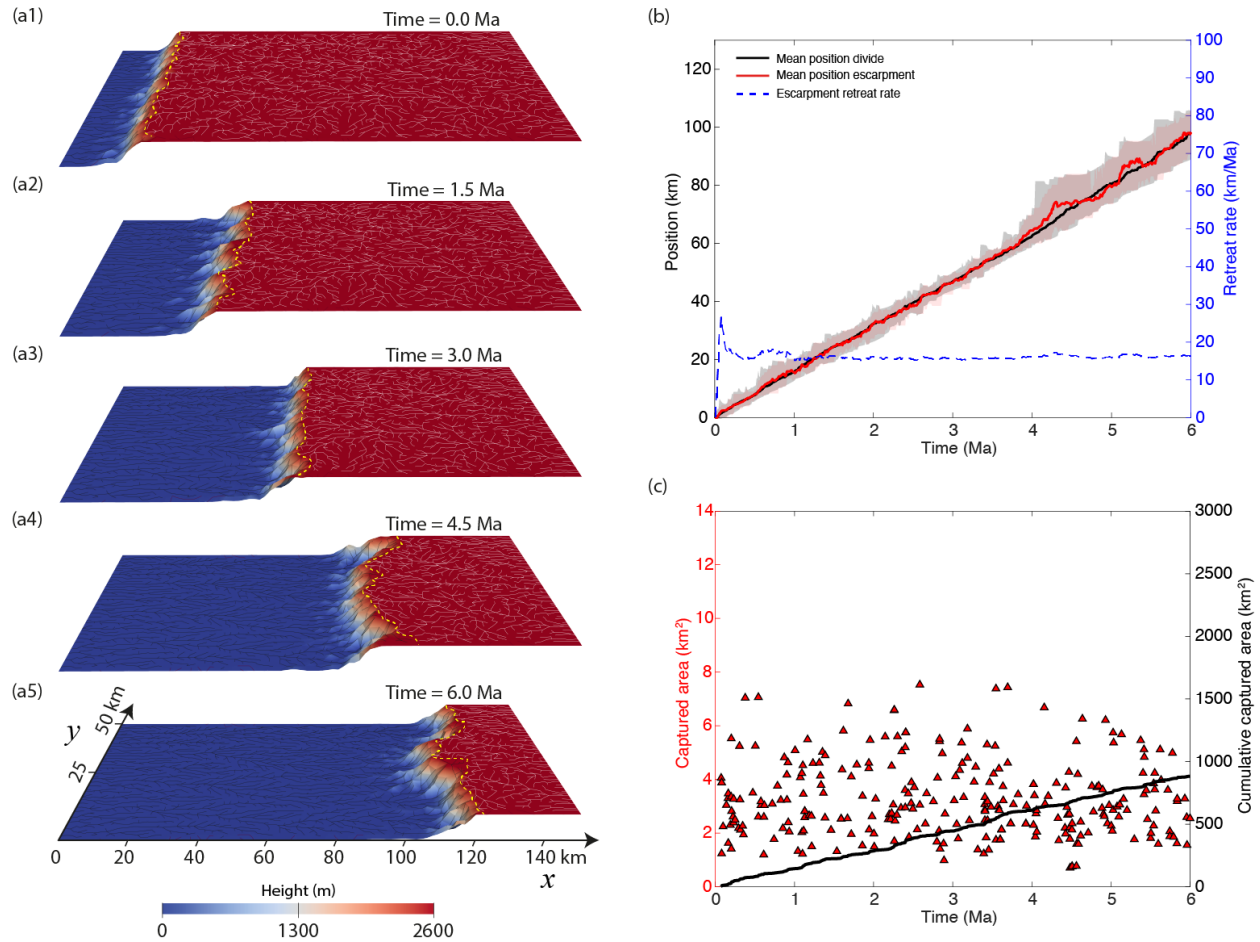 (a1)
Time = 0.0 Ma
(a2)
Time = 1.5 Ma
(a3)
Time = 3.0 Ma
(a4)
Time = 4.5 Ma
(a5)
Time = 6.0 Ma
50 km
y
25
0 20 40 60 80 100 120 140 km
x
Height (m)
0 1300 2600
(b)
Mean position divide
Mean position escarpment
Escarpment retreat rate
120
100
80
60
40
20
0
Position (km)
100
90
80
70
60
50
40
30
20
10
0
Retreat rate (km/Ma)
0 1 2 3 4 5 6
Time (Ma)
(c)
14
12
10
8
6
4
2
0
Captured area (km²)
3000
2500
2000
1500
1000
500
0
Cumulative captured area (km²)
0 1 2 3 4 5 6
Time (Ma)